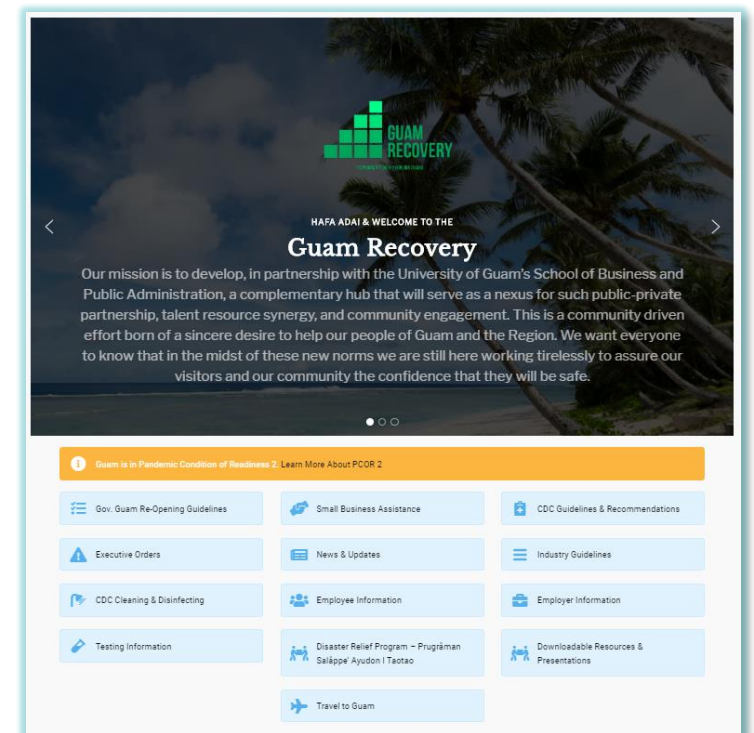 GUAM
RECOVERY
HAFA ADAI & WELCOME TO THE
Guam Recovery
Our mission is to develop, in partnership with the University of Guam's School of Business and
Public Administration, a complementary hub that will serve as a nexus for such public-private
partnership, talent resource synergy, and community engagement. This is a community driven
effort born of a sincere desire to help our people of Guam and the Region. We want everyone
to know that in the midst of these new norms we are still here working tirelessly to assure our
visitors and our community the confidence that they will be safe.
Guam is in Pandemic Condition of Readiness 2. Learn More About PCOR 2
Gov. Guam Re-Opening Guidelines
Small Business Assistance
CDC Guidelines & Recommendations
Executive Orders
News & Updates
Industry Guidelines
CDC Cleaning & Disinfecting
Employee Information
Employer Information
Testing Information
Disaster Relief Program – Prugråman
Salåppe' Ayudon I Taotao
Downloadable Resources &
Presentations
Travel to Guam